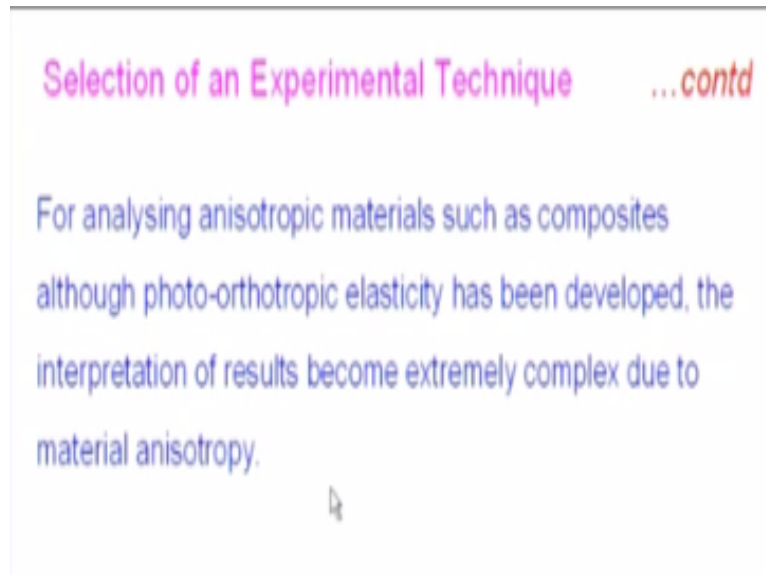 Selection of an Experimental Technique ...contd
For analysing anisotropic materials such as composites
although photo-orthotropic elasticity has been developed, the
interpretation of results become extremely complex due to
material anisotropy.